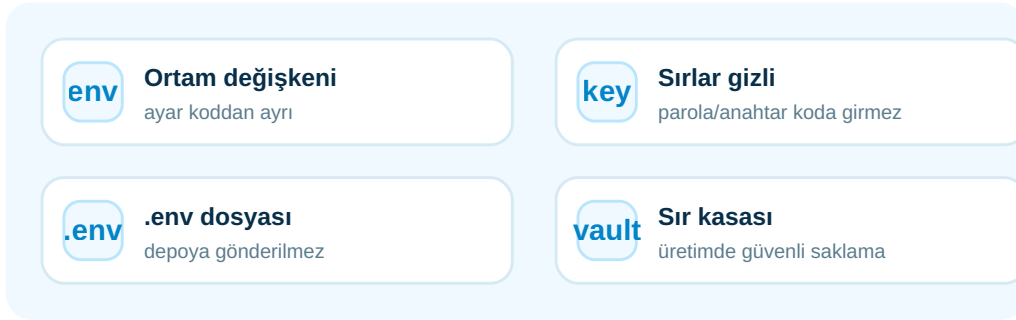 env
Ortam değişkeni
ayar koddan ayrı
key
Sırlar gizli
parola/anahtar koda girmez
.env
.env dosyası
depoya gönderilmez
vault
Sır kasası
üretimde güvenli saklama